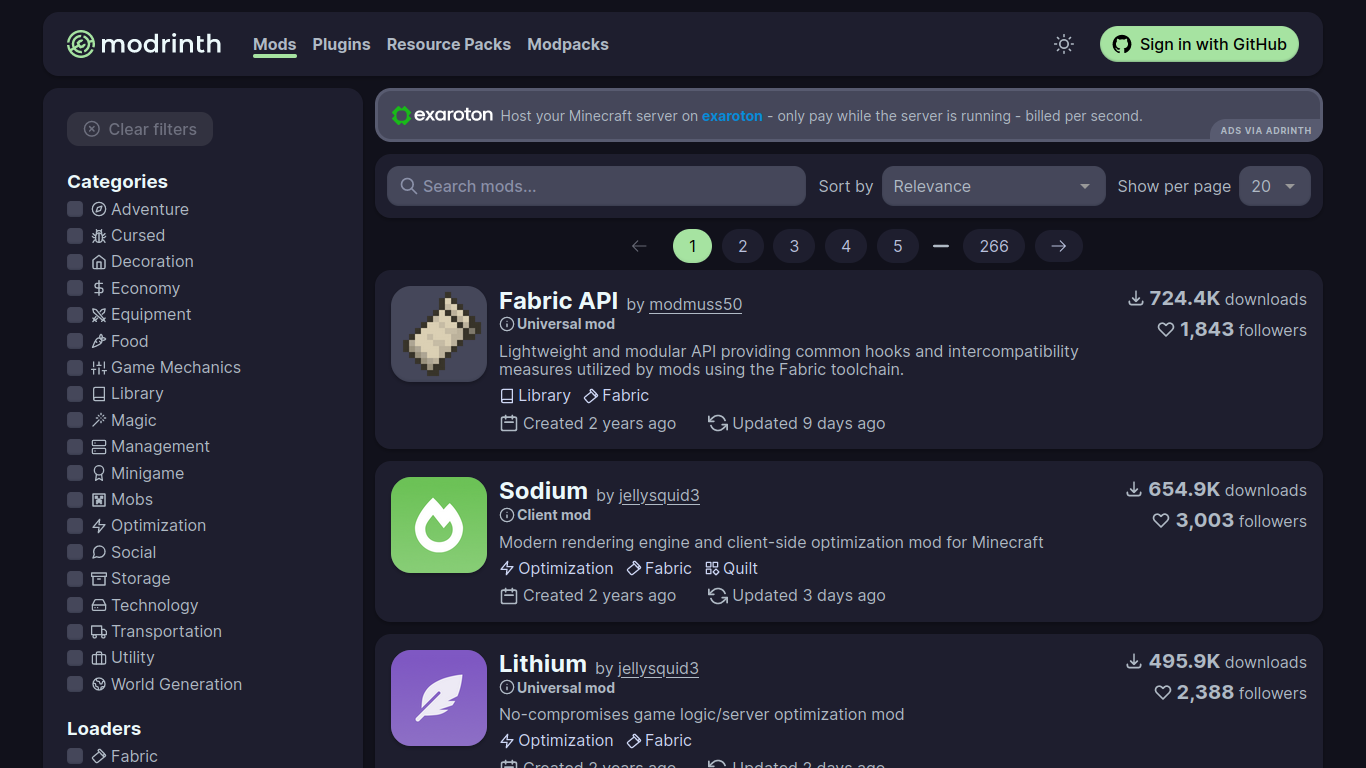 modrinth
Mods Plugins Resource Packs Modpacks
Sign in with GitHub
Clear filters
Categories
Adventure
Cursed
Decoration
Economy
Equipment
Food
Game Mechanics
Library
Magic
Management
Minigame
Mobs
Optimization
Social
Storage
Technology
Transportation
Utility
World Generation
Loaders
Fabric
exaroton Host your Minecraft server on exaroton - only pay while the server is running - billed per second.
ADS VIA ADRINTH
Search mods...
Sort by Relevance
Show per page 20
1 2 3 4 5 266
Fabric API by modmuss50
Universal mod
Lightweight and modular API providing common hooks and intercompatibility
measures utilized by mods using the Fabric toolchain.
Library Fabric
Created 2 years ago Updated 9 days ago
724.4K downloads
1,843 followers
Sodium by jellysquid3
Client mod
Modern rendering engine and client-side optimization mod for Minecraft
Optimization Fabric Quilt
Created 2 years ago Updated 3 days ago
654.9K downloads
3,003 followers
Lithium by jellysquid3
Universal mod
No-compromises game logic/server optimization mod
Optimization Fabric
Created 2 years ago Updated 2 days ago
495.9K downloads
2,388 followers